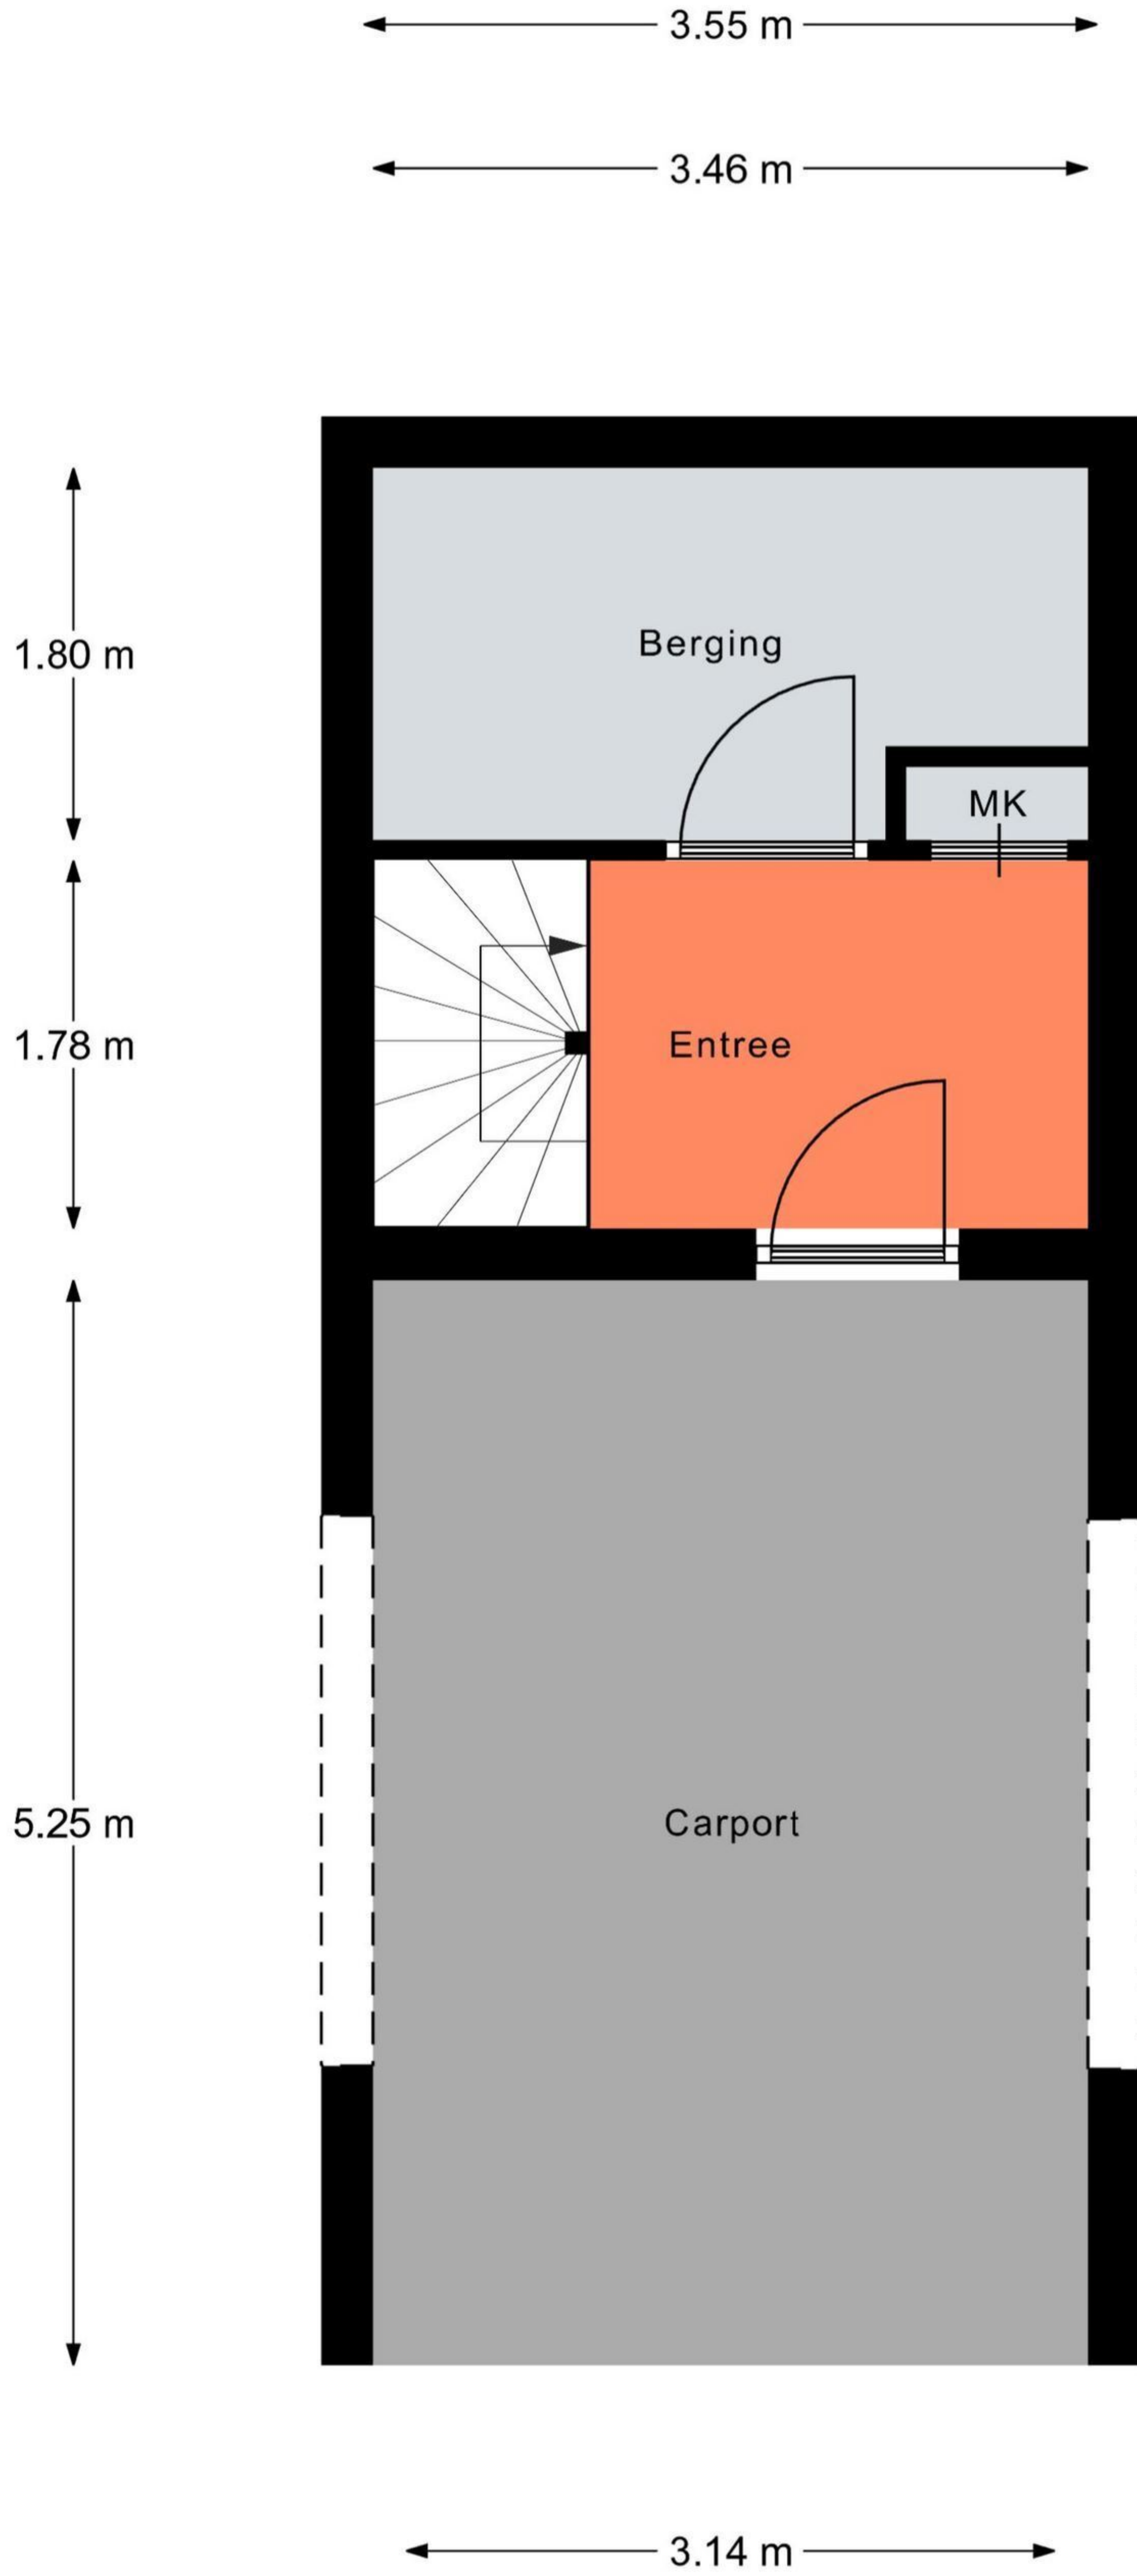 3.55 m
3.46 m
1.80 m
Berging
MK
1.78 m
Entree
5.25 m
Carport
3.14 m